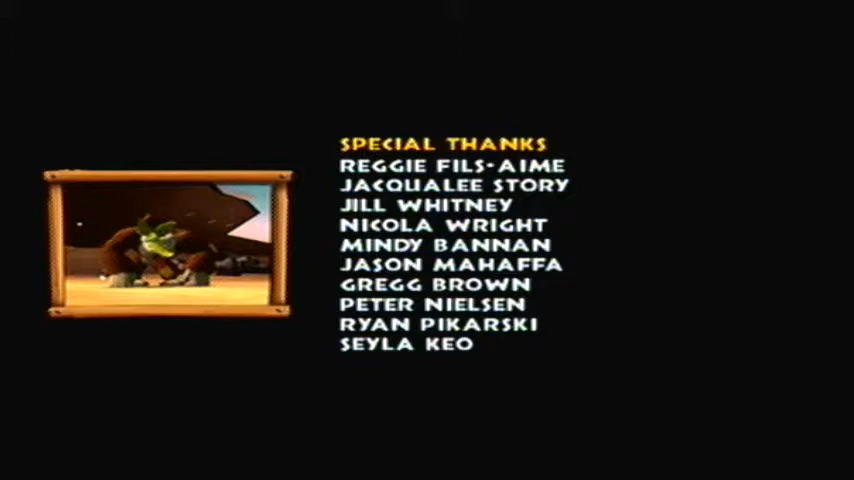 SPECIAL THANKS
REGGIE FILS-AIME
JACQUALEE STORY
JILL WHITNEY
NICOLA WRIGHT
MINDY BANNAN
JASON MAHAFFA
GREGG BROWN
PETER NIELSEN
RYAN PIKARSKI
SEYLA KEO